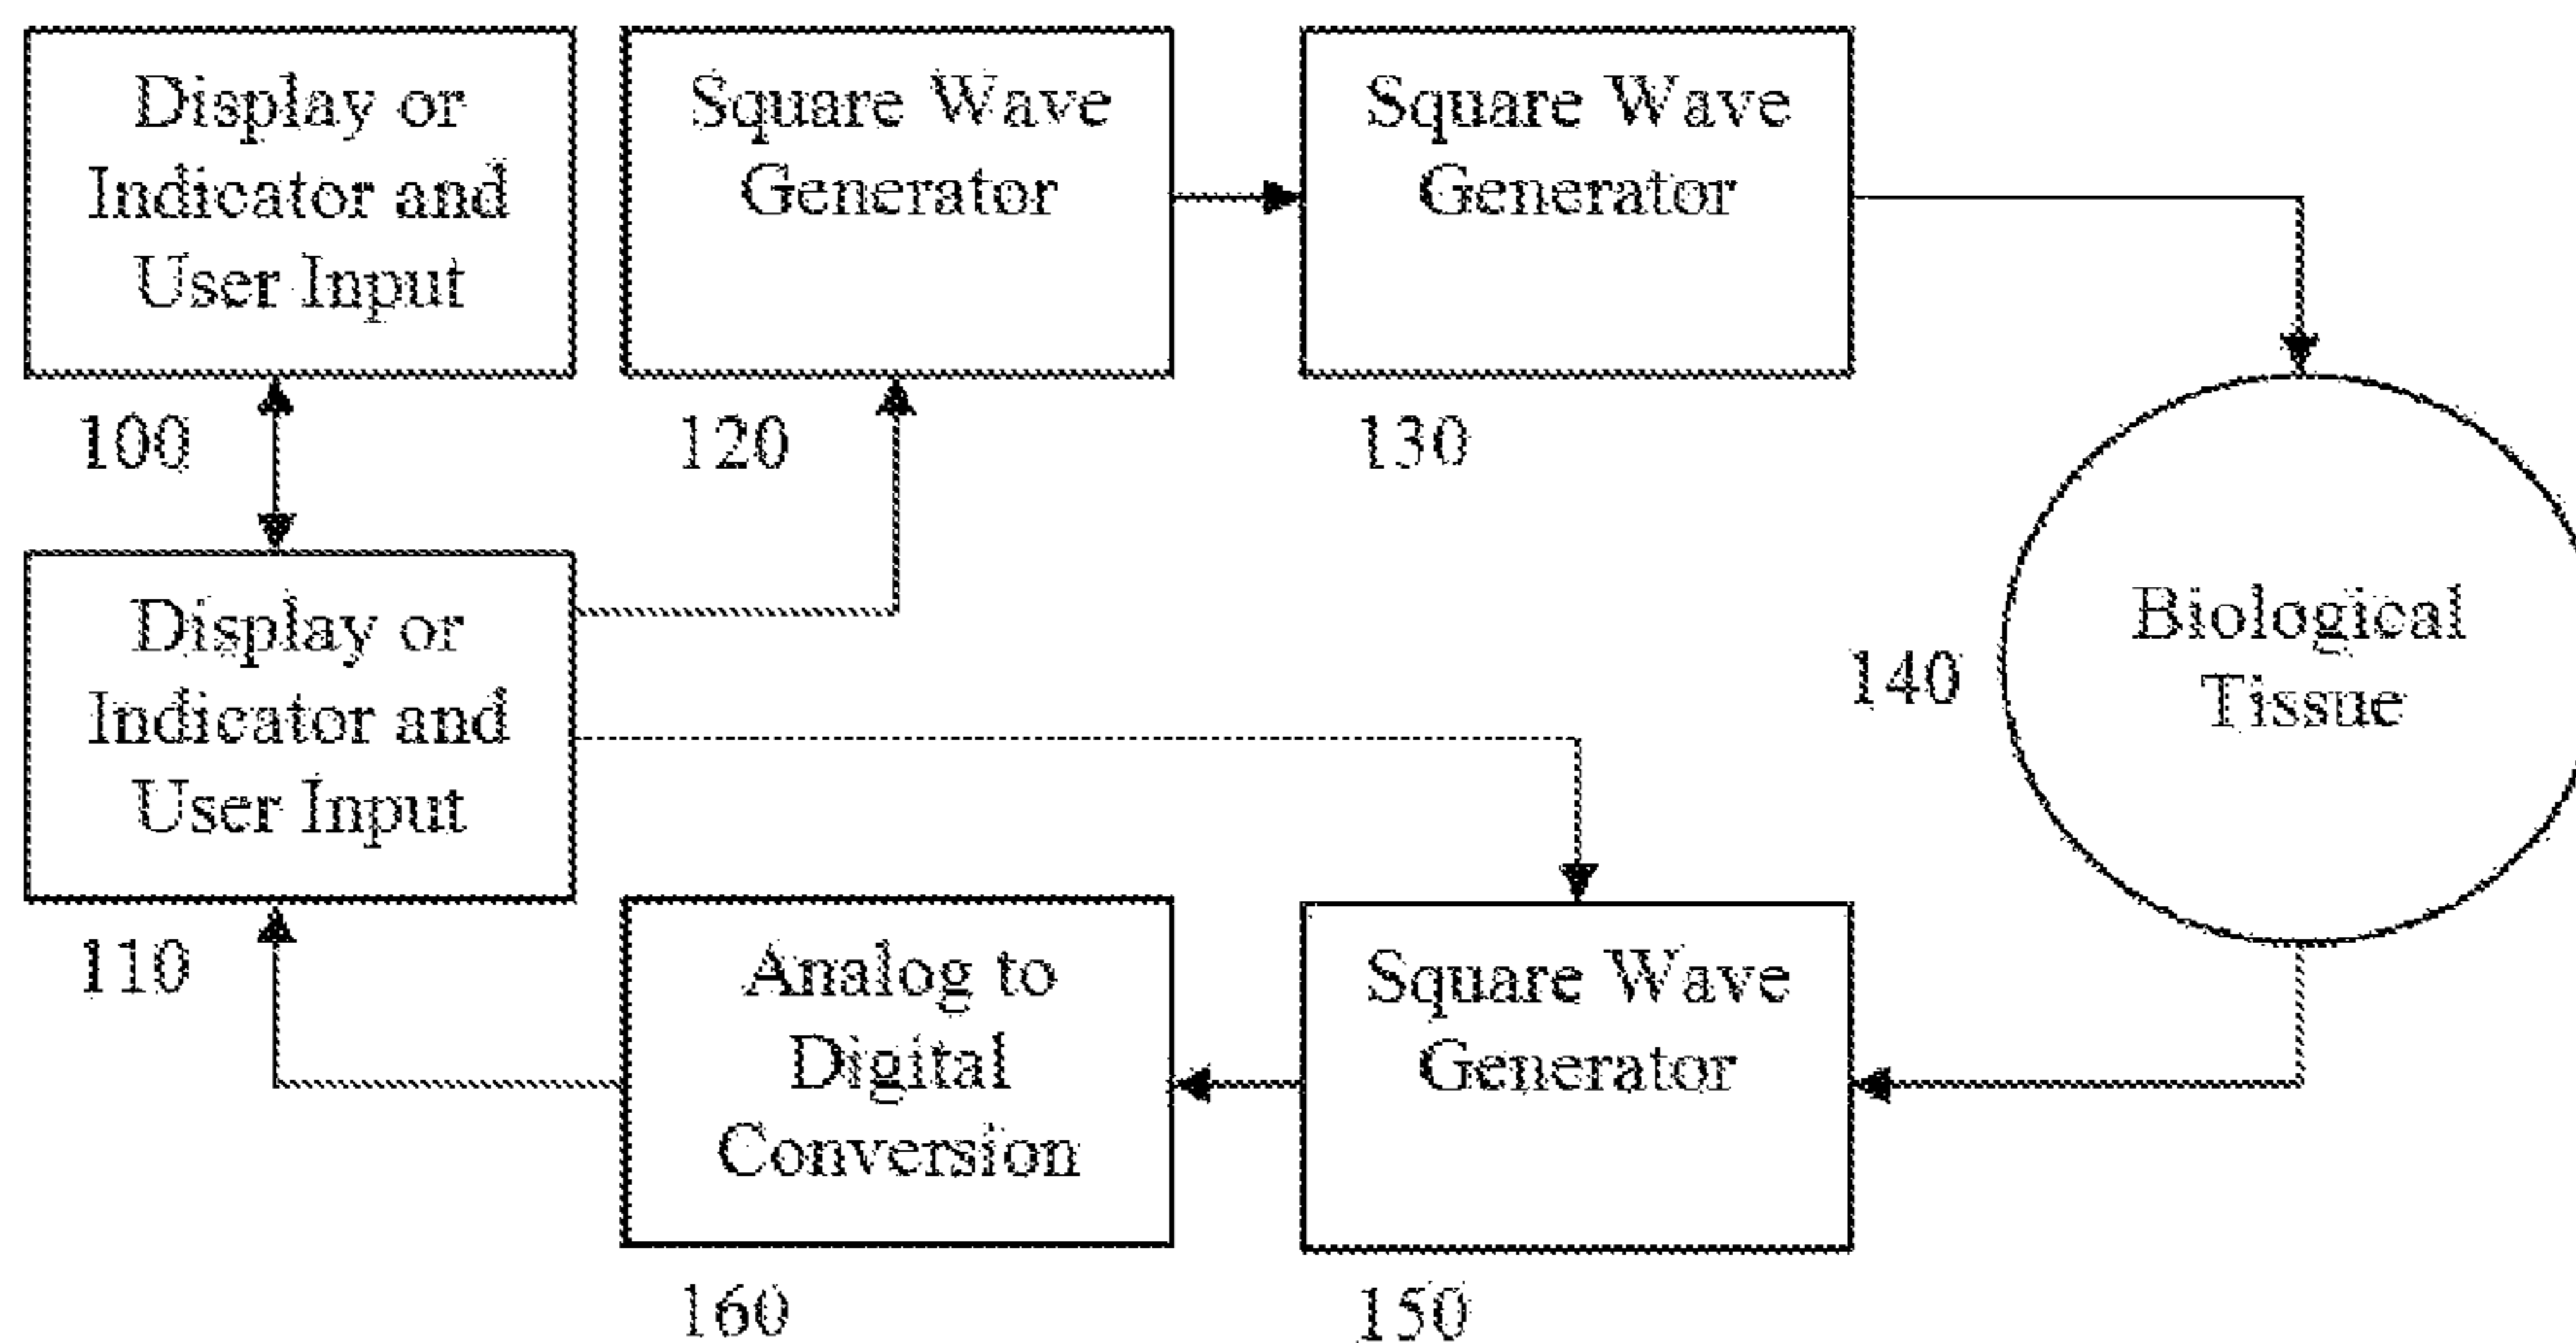 Display or
Indicator and
User Input
100
Square Wave
Generator
120
Square Wave
Generator
130
Display or
Indicator and
User Input
110
Biological
Tissue
140
Analog to
Digital
Conversion
160
Square Wave
Generator
150